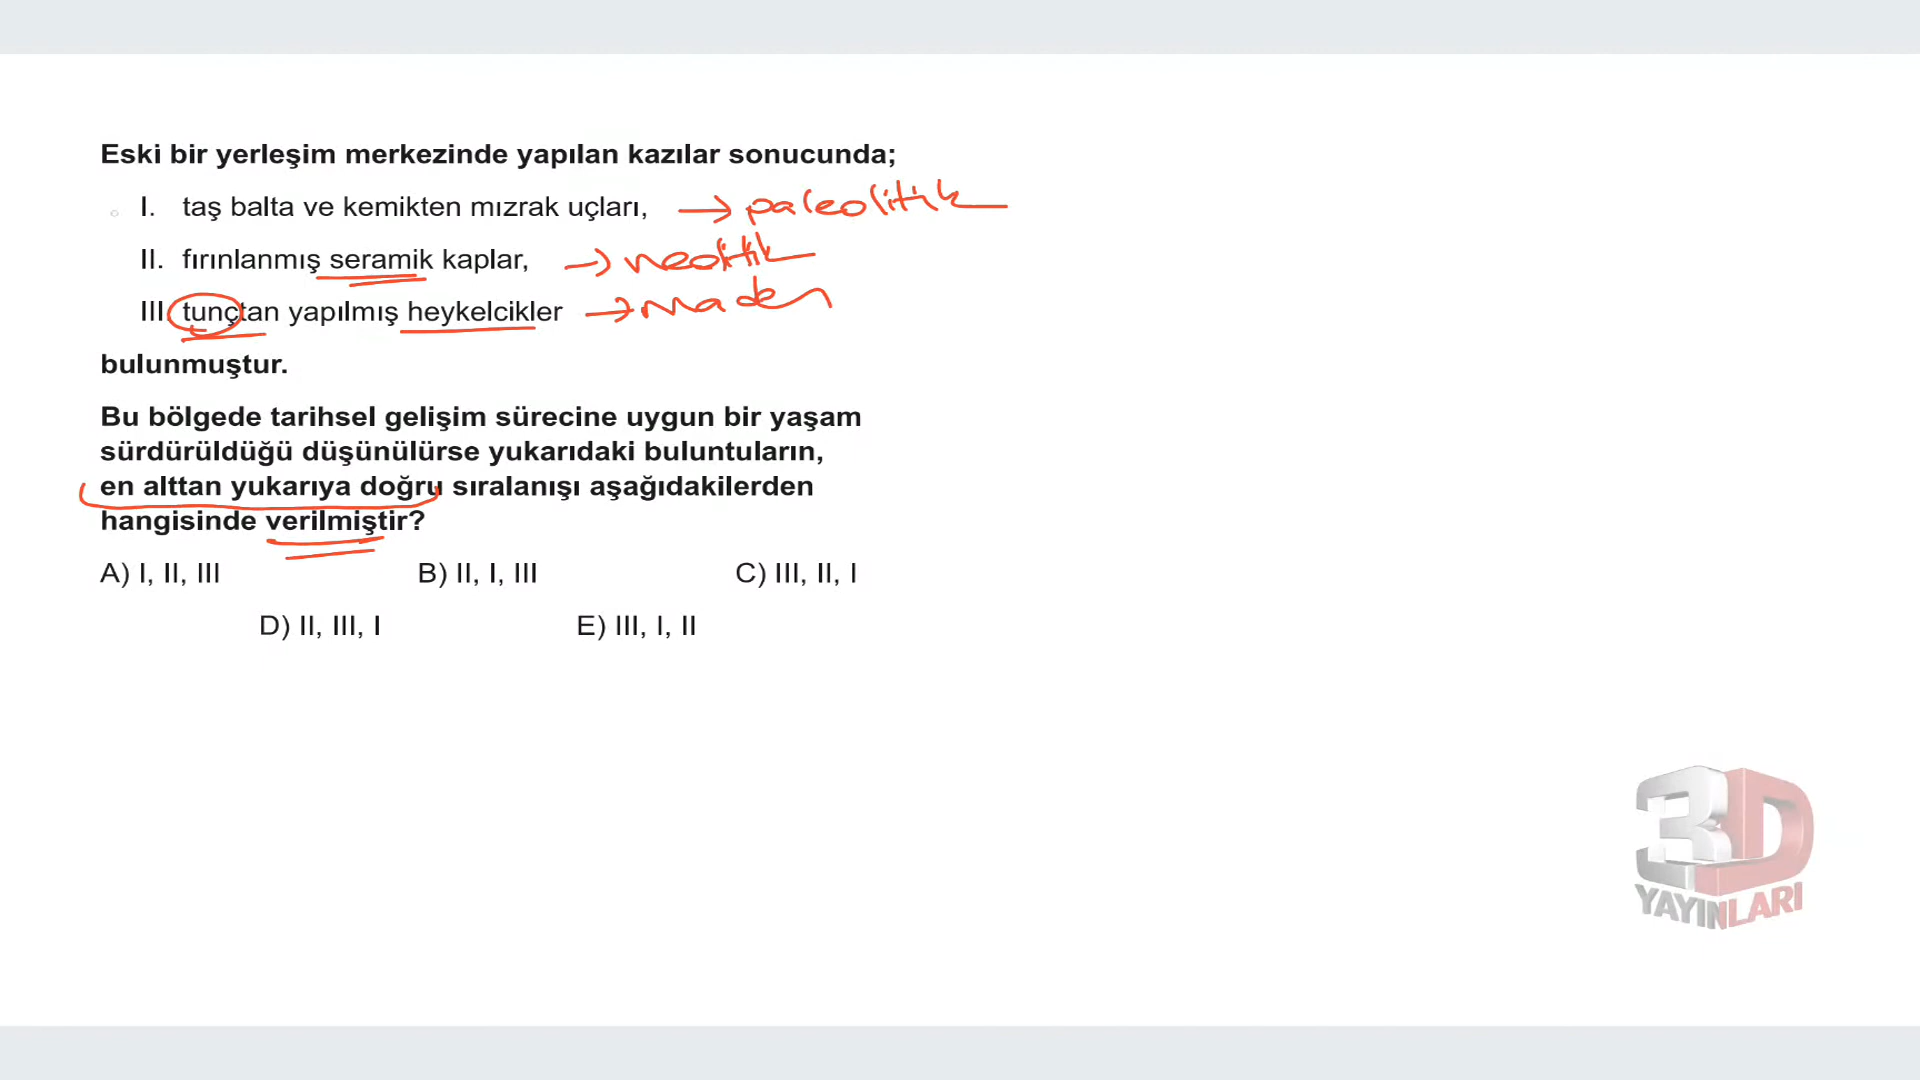 Eski bir yerleşim merkezinde yapılan kazılar sonucunda;
I. taş balta ve kemikten mızrak uçları, → paleolitik
II. fırınlanmış seramik kaplar, → neolitik
III. tunçtan yapılmış heykelcikler → maden
bulunmuştur.
Bu bölgede tarihsel gelişim sürecine uygun bir yaşam
sürdürüldüğü düşünülürse yukarıdaki buluntuların,
en alttan yukarıya doğru sıralanışı aşağıdakilerden
hangisinde verilmiştir?
A) I, II, III B) II, I, III C) III, II, I
D) II, III, I E) III, I, II
3D
YAYINLARI